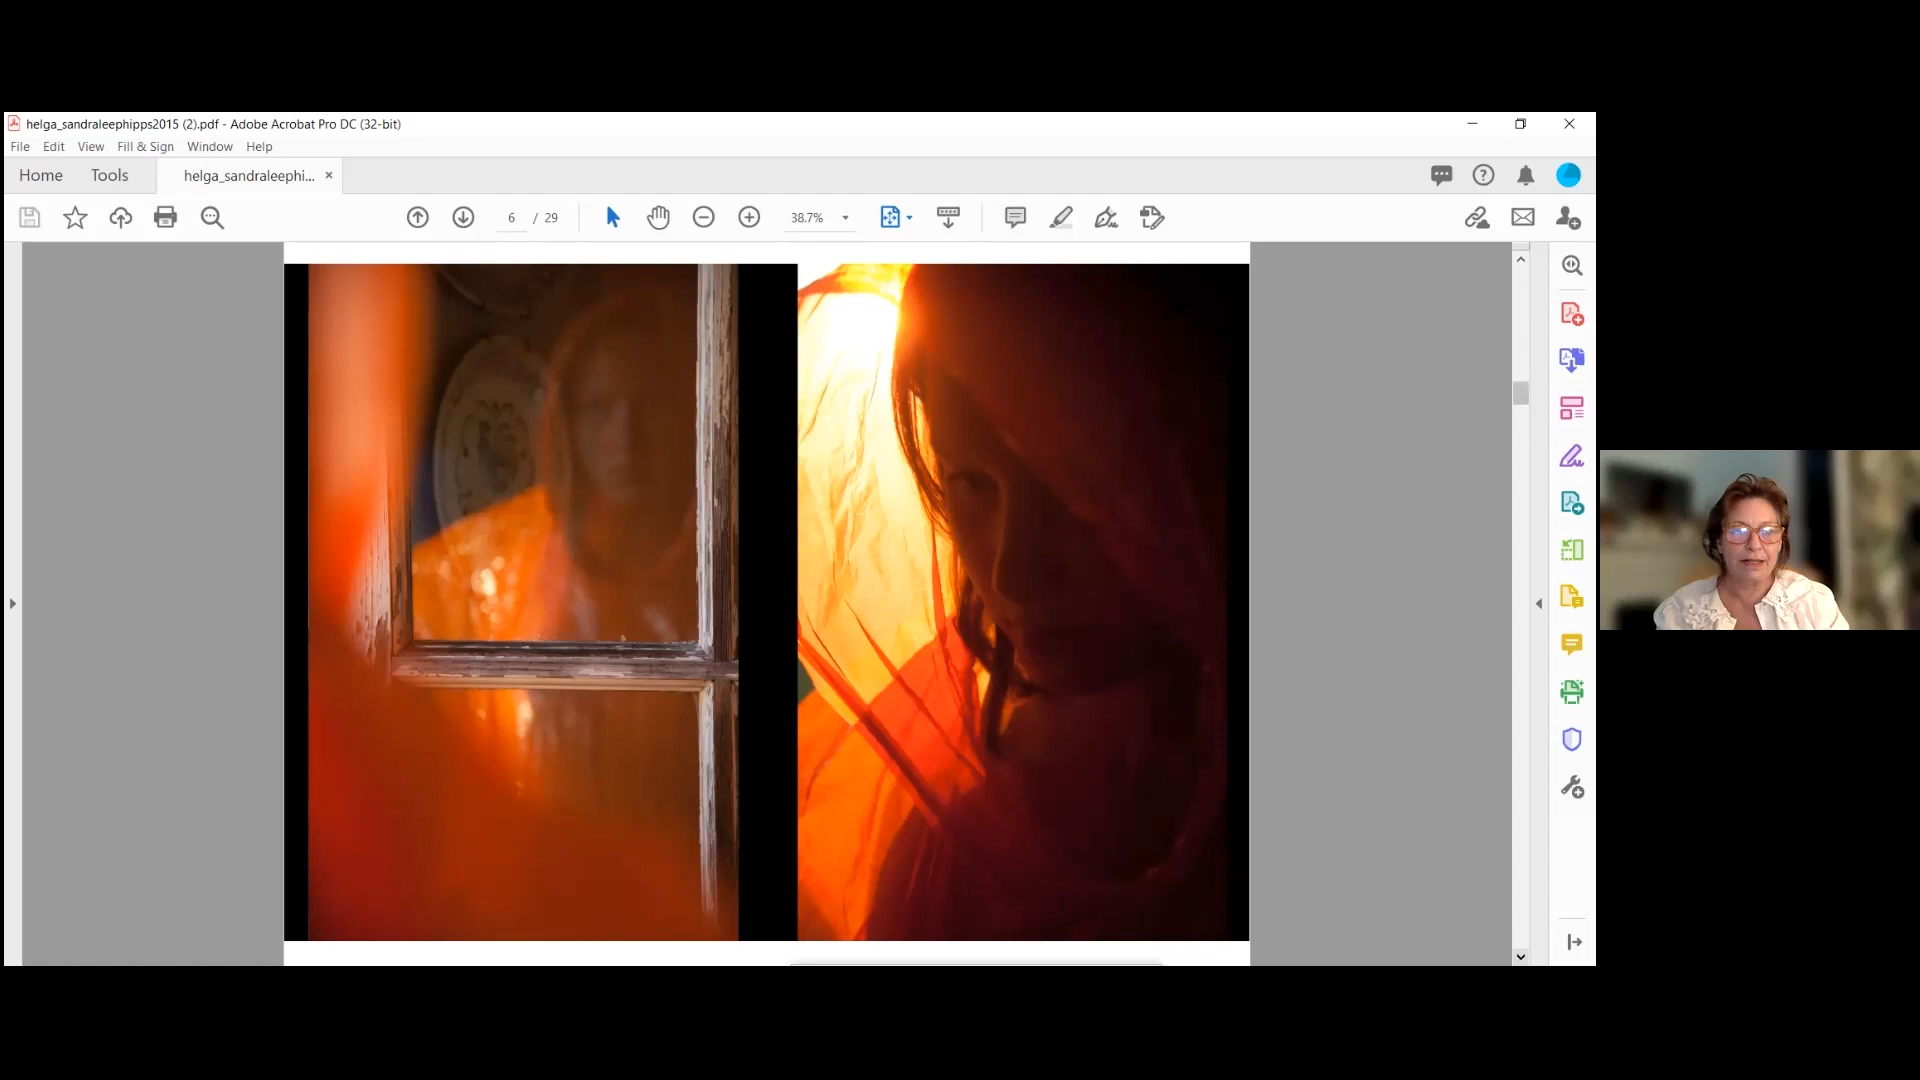 helga_sandraleephipps2015 (2).pdf - Adobe Acrobat Pro DC (32-bit)
File Edit View Fill & Sign Window Help
Home Tools helga_sandraleephi... ×
6 / 29 38.7%